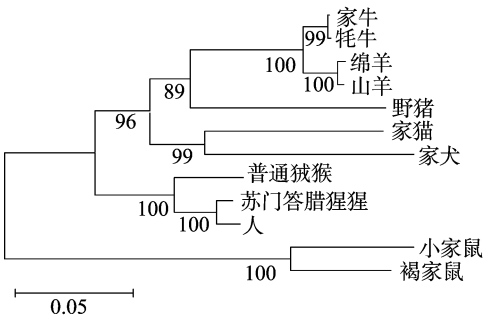 家牛
99
牦牛
绵羊
100
100
山羊
89
野猪
96
家猫
99
家犬
普通狨猴
苏门答腊猩猩
100
100
人
小家鼠
100
褐家鼠
0.05